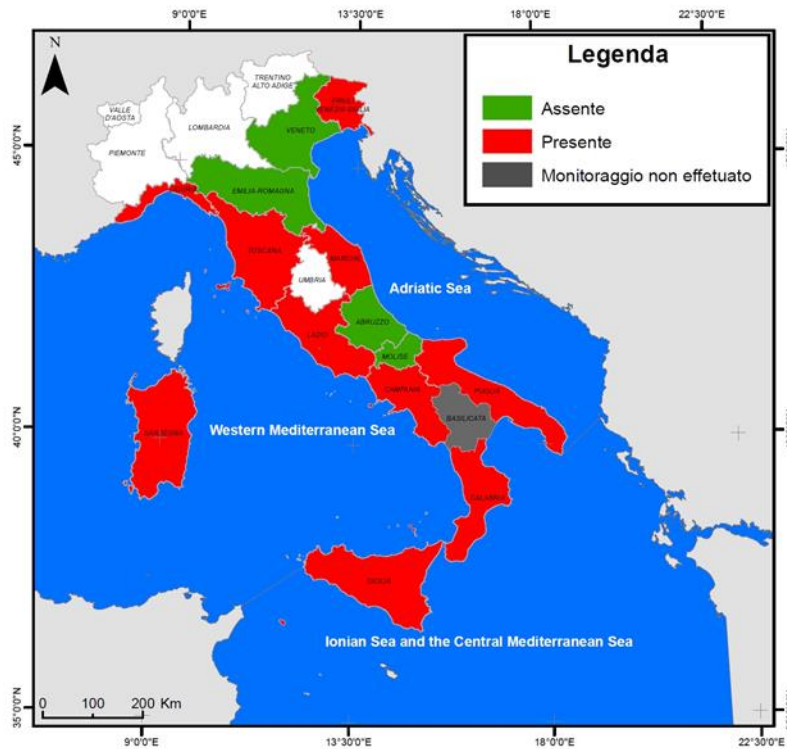 9°0'0"E
13°30'0"E
18°0'0"E
22°30'0"E
N
Legenda
Assente
Presente
Monitoraggio non effetuato
TRENTINO
ALTO ADIGE
VALLE
D'AOSTA
LOMBARDIA
PIEMONTE
VENETO
FRIULI
VENEZIA GIULIA
45°0'0"N
EMILIA-ROMAGNA
LIGURIA
TOSCANA
MARCHE
UMBRIA
Adriatic Sea
ABRUZZO
LAZIO
MOLISE
CAMPANIA
PUGLIA
BASILICATA
40°0'0"N
SARDEGNA
Western Mediterranean Sea
CALABRIA
SICILIA
Ionian Sea and the Central Mediterranean Sea
0 100 200 Km
35°0'0"N
9°0'0"E
13°30'0"E
18°0'0"E
22°30'0"E